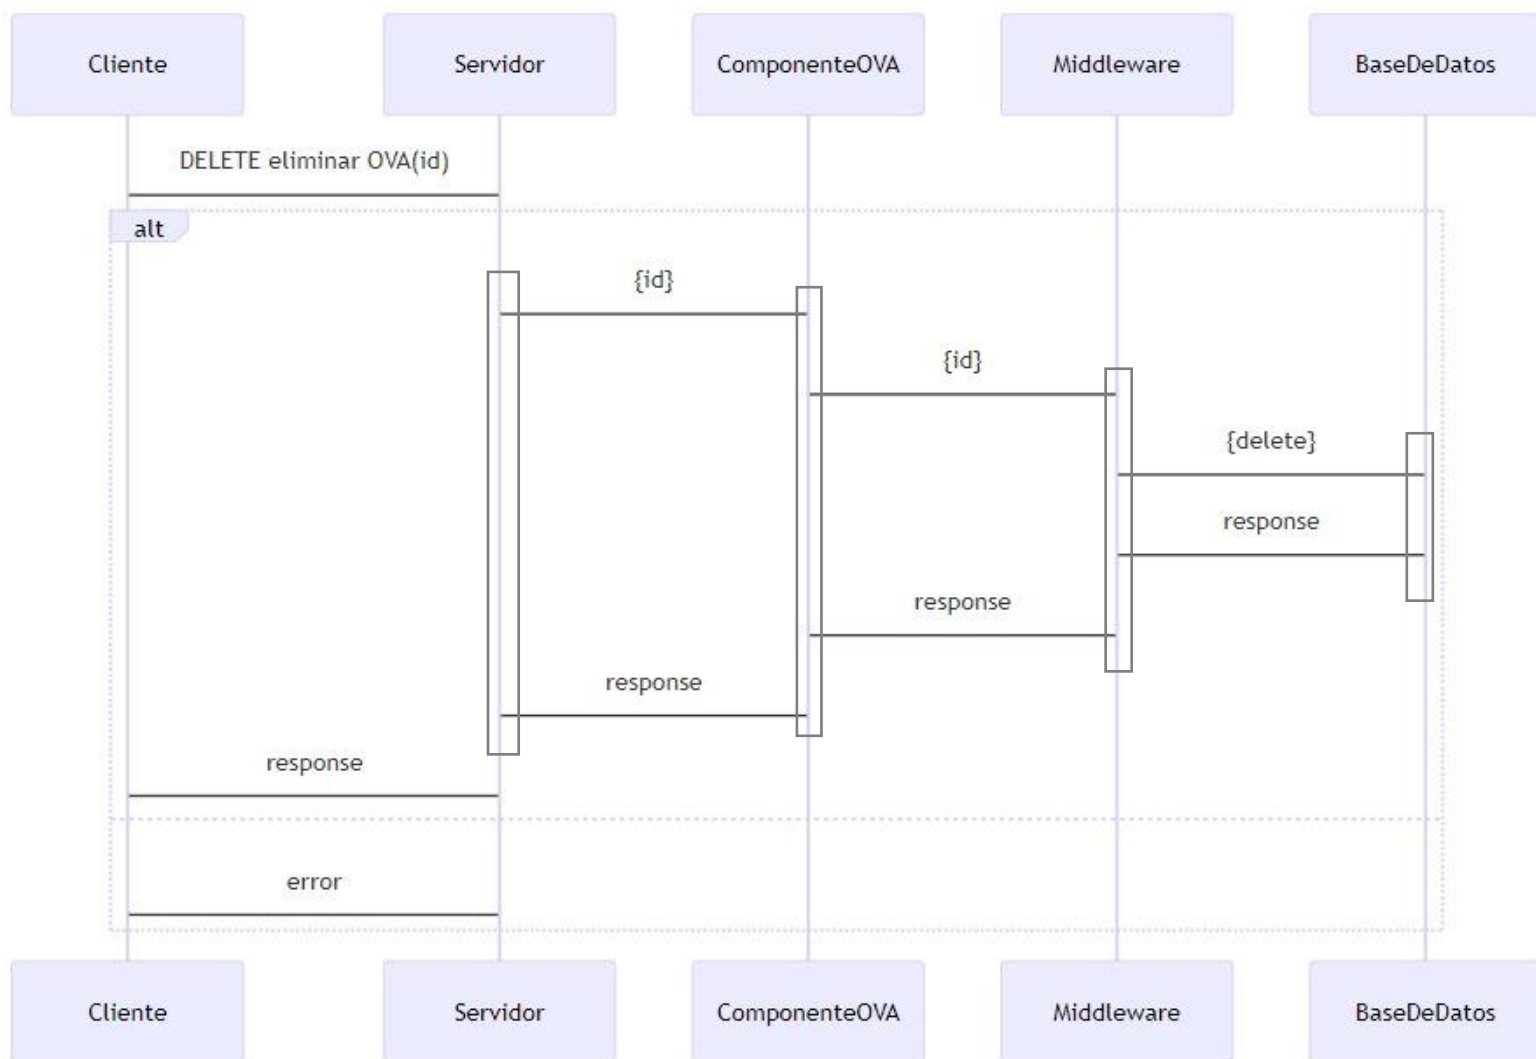 Cliente
Servidor
ComponenteOVA
Middleware
BaseDeDatos
DELETE eliminar OVA(id)
alt
{id}
{id}
{delete}
response
response
response
response
error
Cliente
Servidor
ComponenteOVA
Middleware
BaseDeDatos